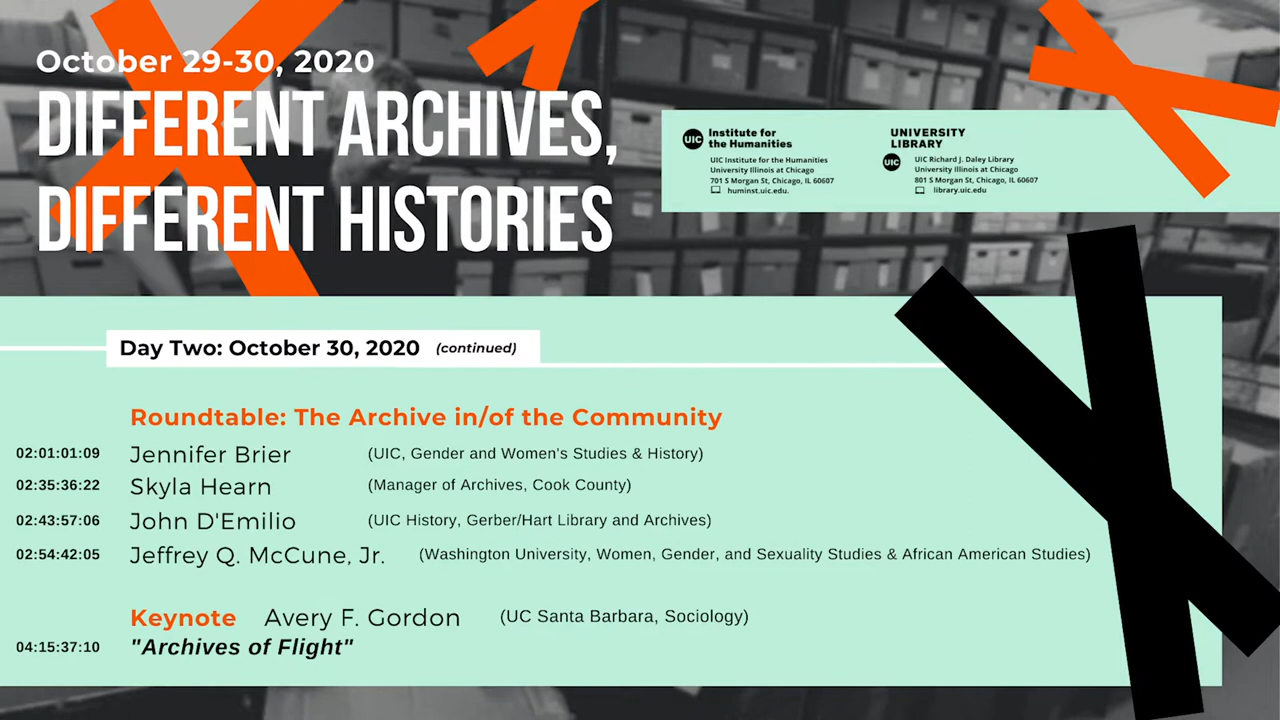 October 29-30, 2020
DIFFERENT ARCHIVES,
DIFFERENT HISTORIES
UIC Institute for
the Humanities
UIC Institute for the Humanities
University Illinois at Chicago
701 S Morgan St, Chicago, IL 60607
huminst.uic.edu.
UNIVERSITY
LIBRARY
UIC
UIC Richard J. Daley Library
University Illinois at Chicago
801 S Morgan St, Chicago, IL 60607
library.uic.edu
Day Two: October 30, 2020 (continued)
Roundtable: The Archive in/of the Community
02:01:01:09 Jennifer Brier (UIC, Gender and Women's Studies & History)
02:35:36:22 Skyla Hearn (Manager of Archives, Cook County)
02:43:57:06 John D'Emilio (UIC History, Gerber/Hart Library and Archives)
02:54:42:05 Jeffrey Q. McCune, Jr. (Washington University, Women, Gender, and Sexuality Studies & African American Studies)
Keynote Avery F. Gordon (UC Santa Barbara, Sociology)
04:15:37:10 "Archives of Flight"